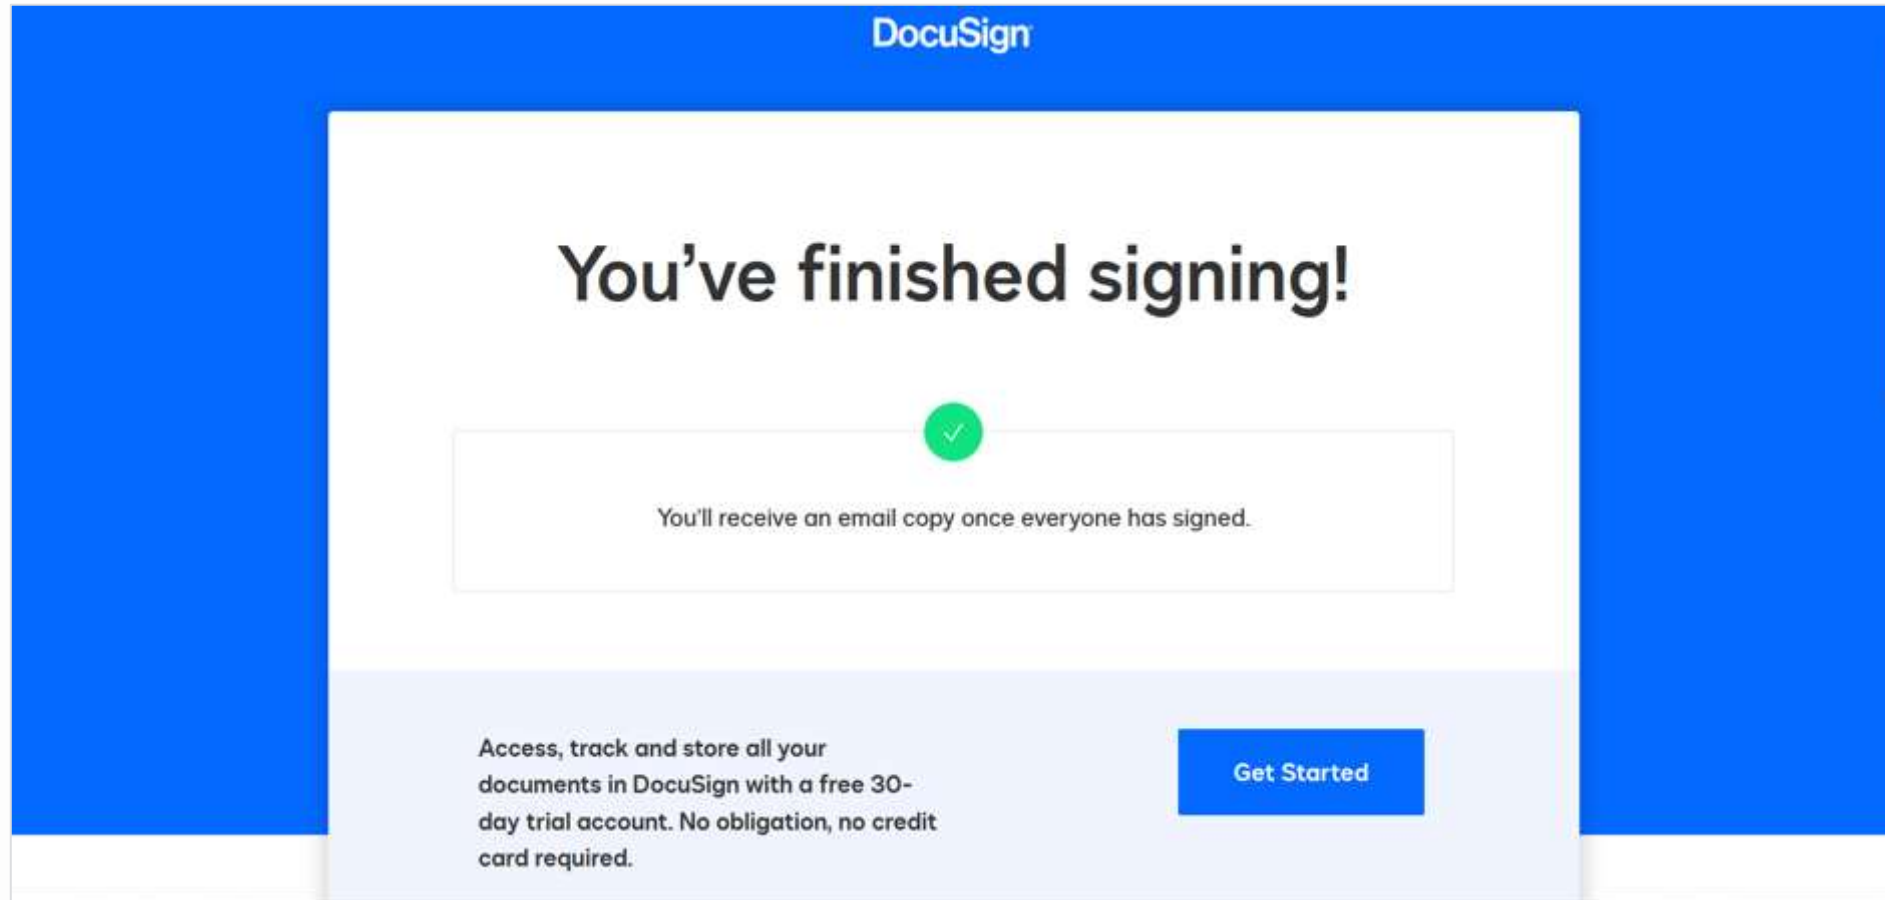 DocuSign
You've finished signing!
You'll receive an email copy once everyone has signed.
Access, track and store all your
documents in DocuSign with a free 30-
day trial account. No obligation, no credit
card required.
Get Started